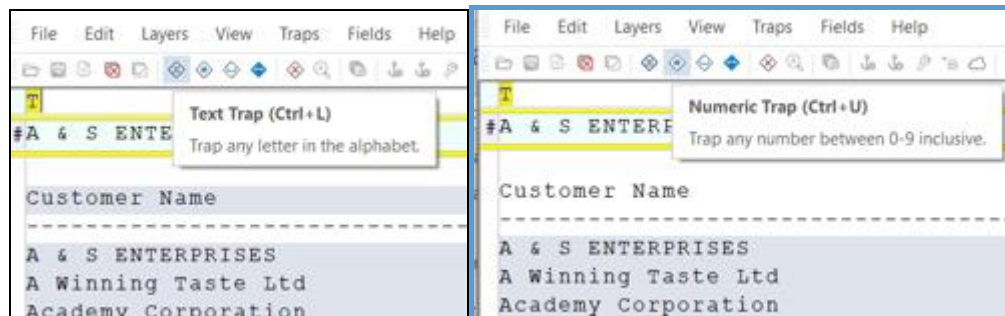 File Edit Layers View Traps Fields Help
T
Text Trap (Ctrl+L)
Trap any letter in the alphabet.
#A & S ENTE
Customer Name
-----------------------------
A & S ENTERPRISES
A Winning Taste Ltd
Academy Corporation
File Edit Layers View Traps Fields Help
T
Numeric Trap (Ctrl+U)
Trap any number between 0-9 inclusive.
#A & S ENTERP
Customer Name
--------------------------------
A & S ENTERPRISES
A Winning Taste Ltd
Academy Corporation